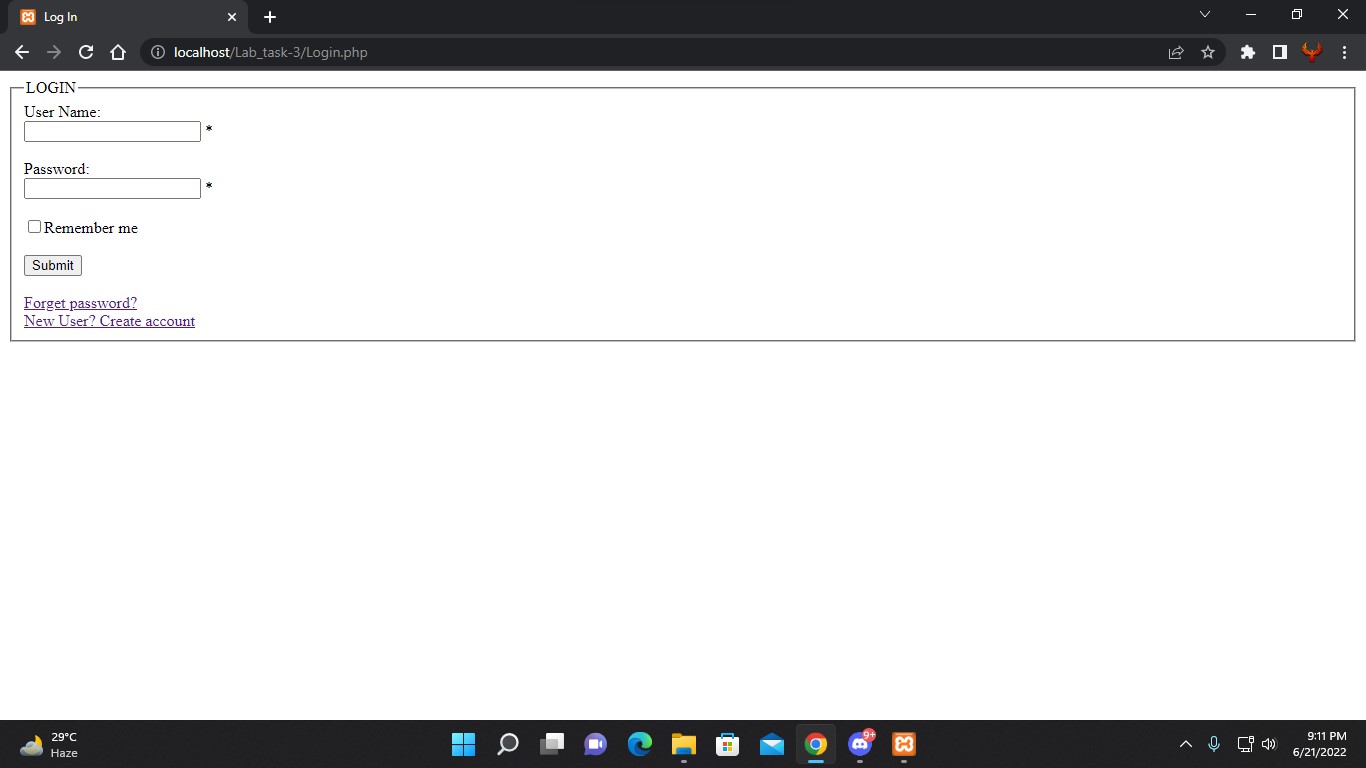 Log In
localhost/Lab_task-3/Login.php
LOGIN
User Name:
*
Password:
*
Remember me
Submit
Forget password?
New User? Create account
29°C
Haze
9+
9:11 PM
6/21/2022